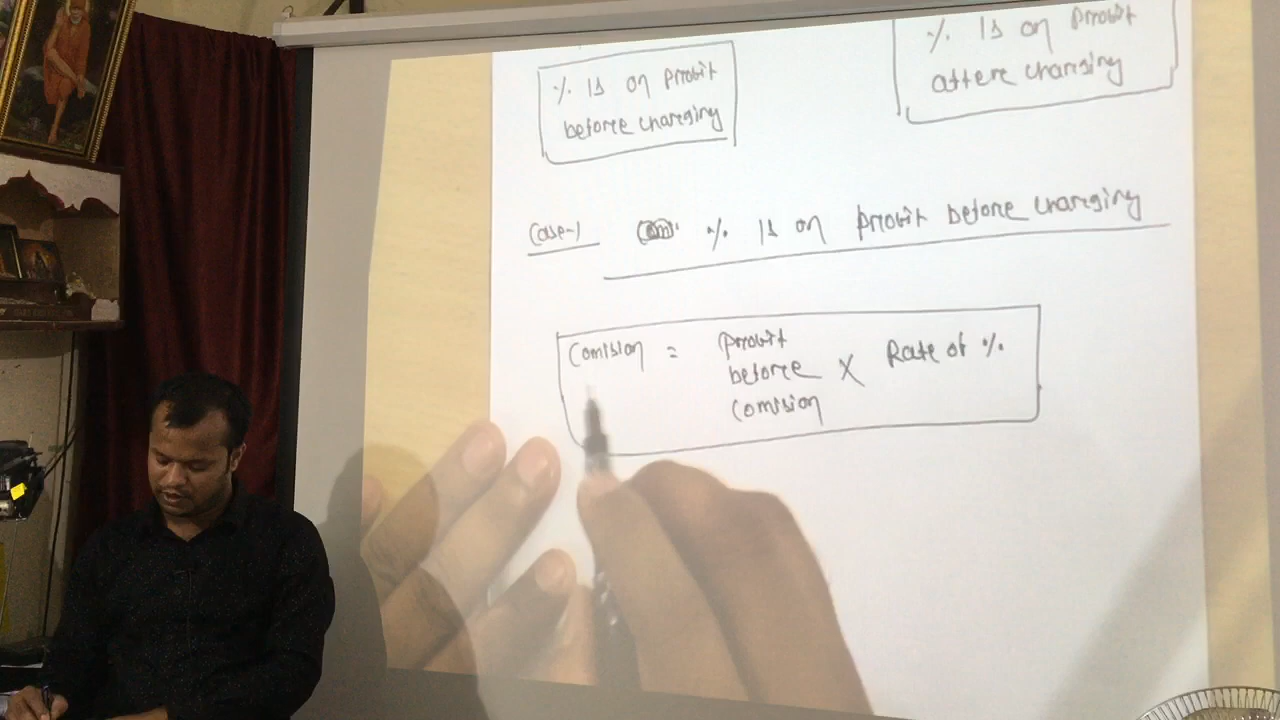 % Is on Profit
before charging
% Is on Profit
aftere charging
Case-1 % Is on Profit before charging
Comision = Profit before comision X Rate of %